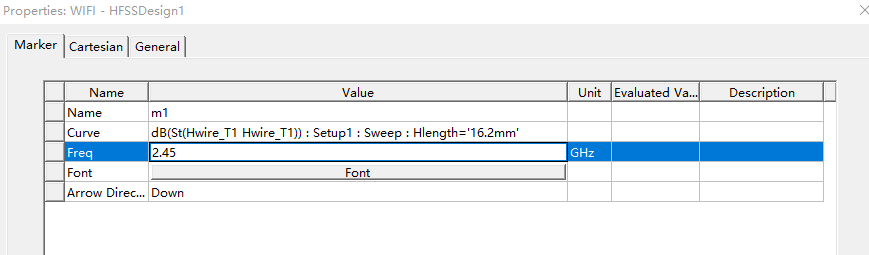 Properties: WIFI - HFSSDesign1
Marker Cartesian General
Name Value Unit Evaluated Va... Description
Name m1
Curve dB(St(Hwire_T1 Hwire_T1)) : Setup1 : Sweep : Hlength='16.2mm'
Freq 2.45 GHz
Font Font
Arrow Direc... Down